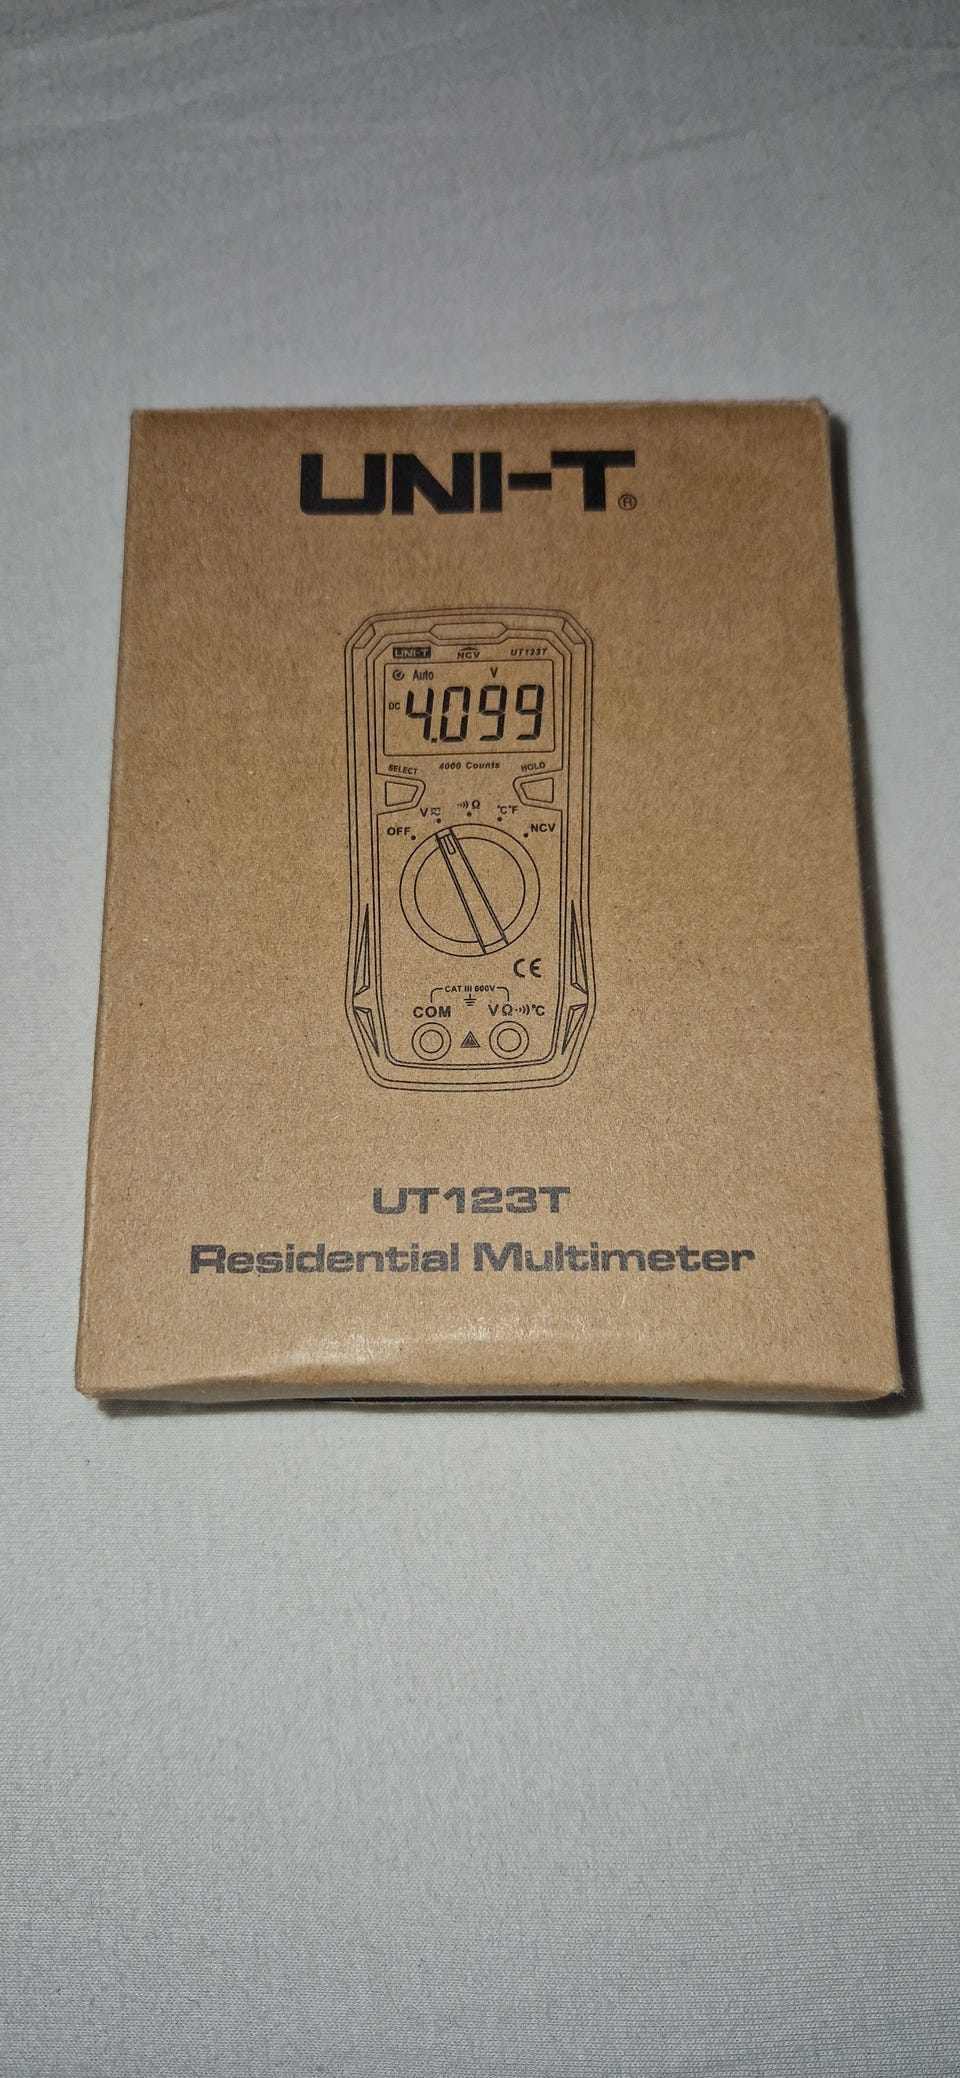 UNI-T®
UNI-T NCV UT123T
Auto V
DC 4.099
SELECT 4000 Counts HOLD
OFF V Ω °C°F NCV
CE
CAT III 600V
COM VΩ °C
UT123T
Residential Multimeter